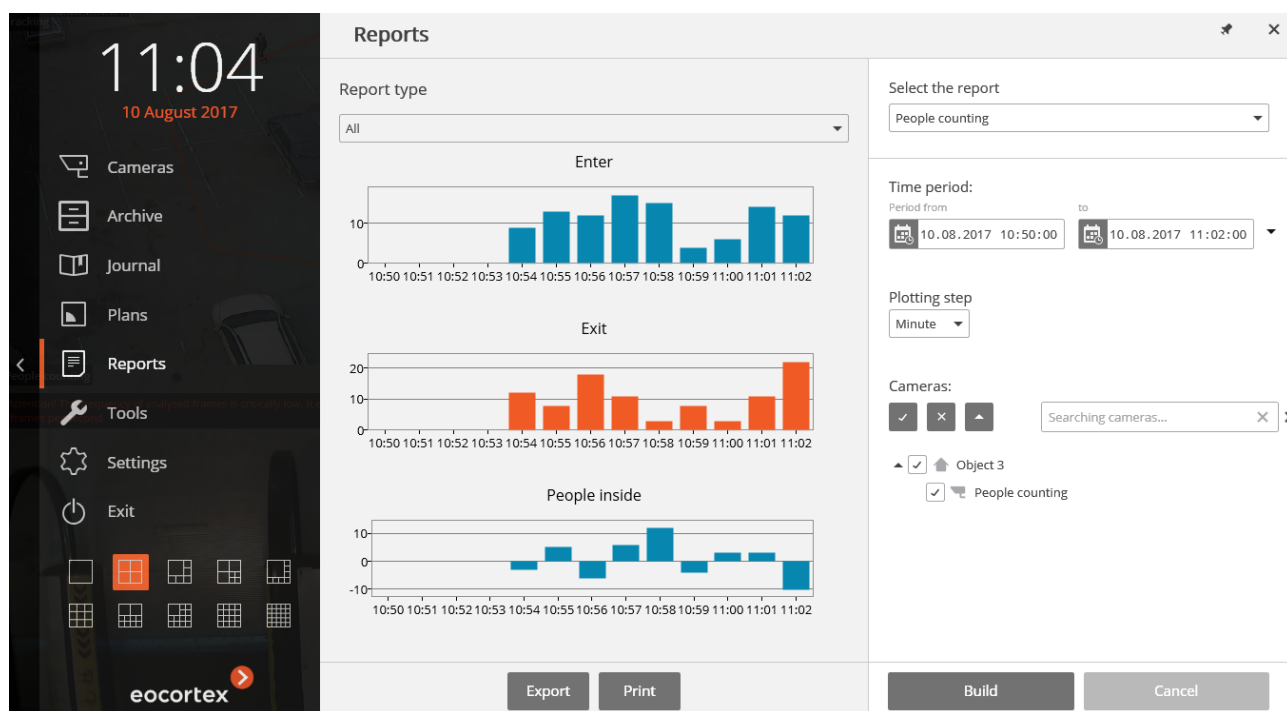 11:04
10 August 2017
Cameras
Archive
Journal
Plans
Reports
Tools
Settings
Exit
eocortex
Reports
Report type
All
Enter
10
0
10:50 10:51 10:52 10:53 10:54 10:55 10:56 10:57 10:58 10:59 11:00 11:01 11:02
Exit
20
10
0
10:50 10:51 10:52 10:53 10:54 10:55 10:56 10:57 10:58 10:59 11:00 11:01 11:02
People inside
10
0
-10
10:50 10:51 10:52 10:53 10:54 10:55 10:56 10:57 10:58 10:59 11:00 11:01 11:02
Export Print
Select the report
People counting
Time period:
Period from to
10.08.2017 10:50:00 10.08.2017 11:02:00
Plotting step
Minute
Cameras:
Searching cameras...
Object 3
People counting
Build Cancel